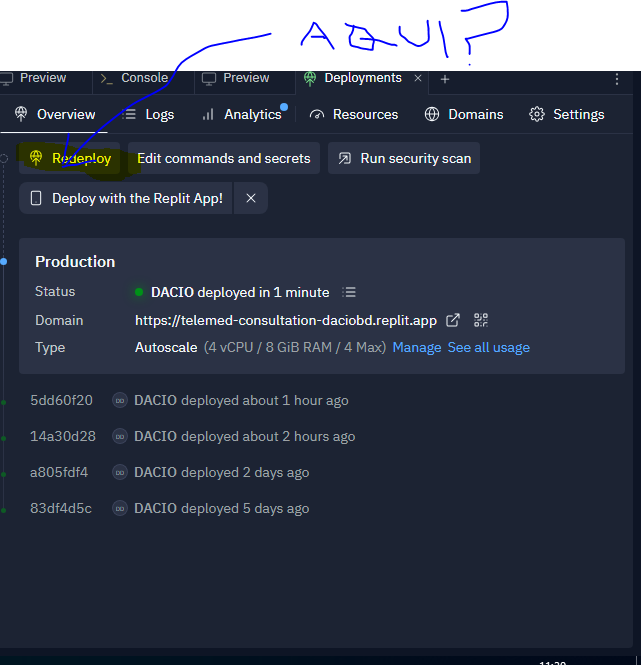 AQUI?
Preview
Console
Preview
Deployments
Overview
Logs
Analytics
Resources
Domains
Settings
Redeploy
Edit commands and secrets
Run security scan
Deploy with the Replit App!
Production
Status
DACIO deployed in 1 minute
Domain
https://telemed-consultation-daciobd.replit.app
Type
Autoscale (4 vCPU / 8 GiB RAM / 4 Max) Manage See all usage
5dd60f20 DACIO deployed about 1 hour ago
14a30d28 DACIO deployed about 2 hours ago
a805fdf4 DACIO deployed 2 days ago
83df4d5c DACIO deployed 5 days ago